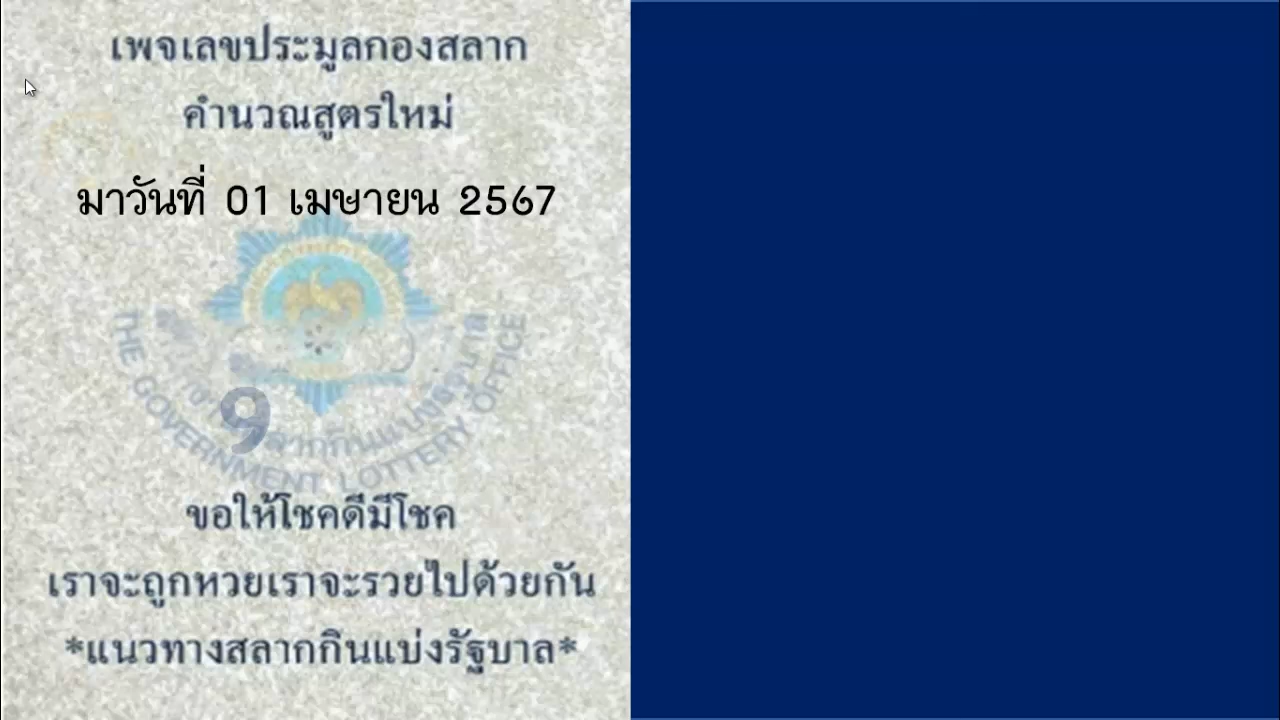 เพจเลขประมูลกองสลาก
คำนวณสูตรใหม่
มาวันที่ 01 เมษายน 2567
THE GOVERNMENT LOTTERY OFFICE
9
ขอให้โชคดีมีโชค
เราจะถูกหวยเราจะรวยไปด้วยกัน
*แนวทางสลากกินแบ่งรัฐบาล*